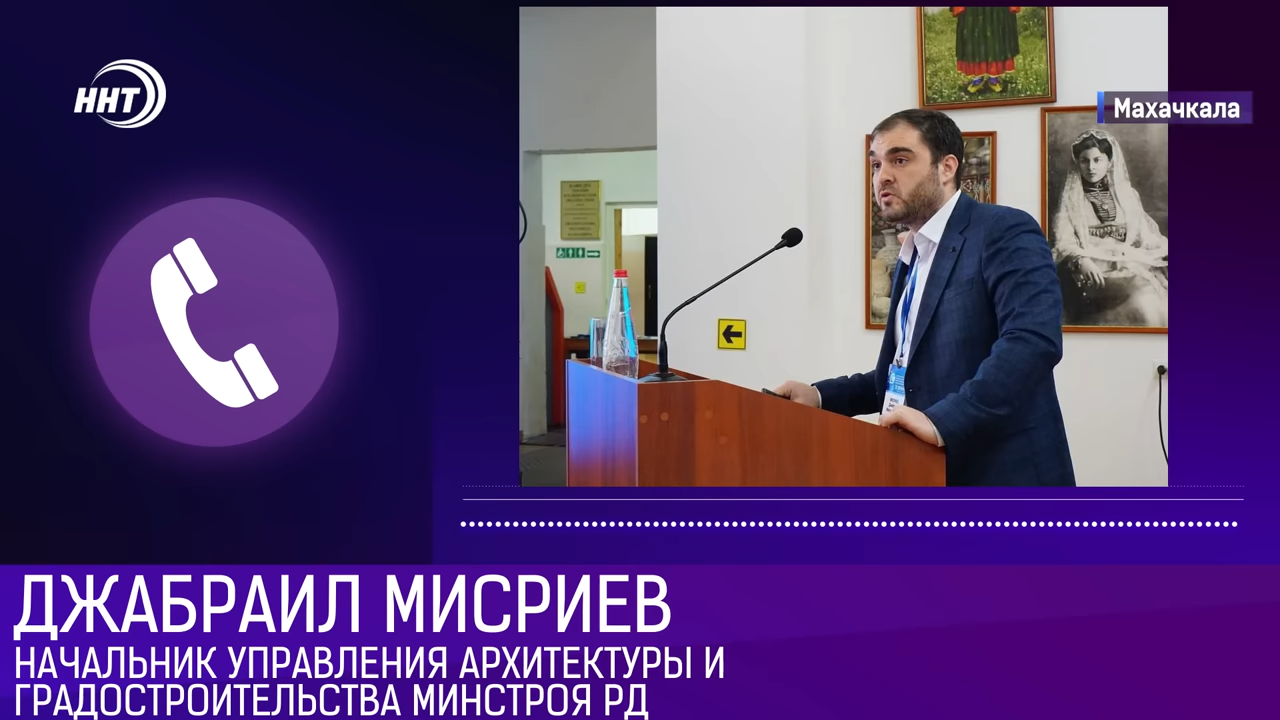 ННТ
Махачкала
ДЖАБРАИЛ МИСРИЕВ
НАЧАЛЬНИК УПРАВЛЕНИЯ АРХИТЕКТУРЫ И
ГРАДОСТРОИТЕЛЬСТВА МИНСТРОЯ РД